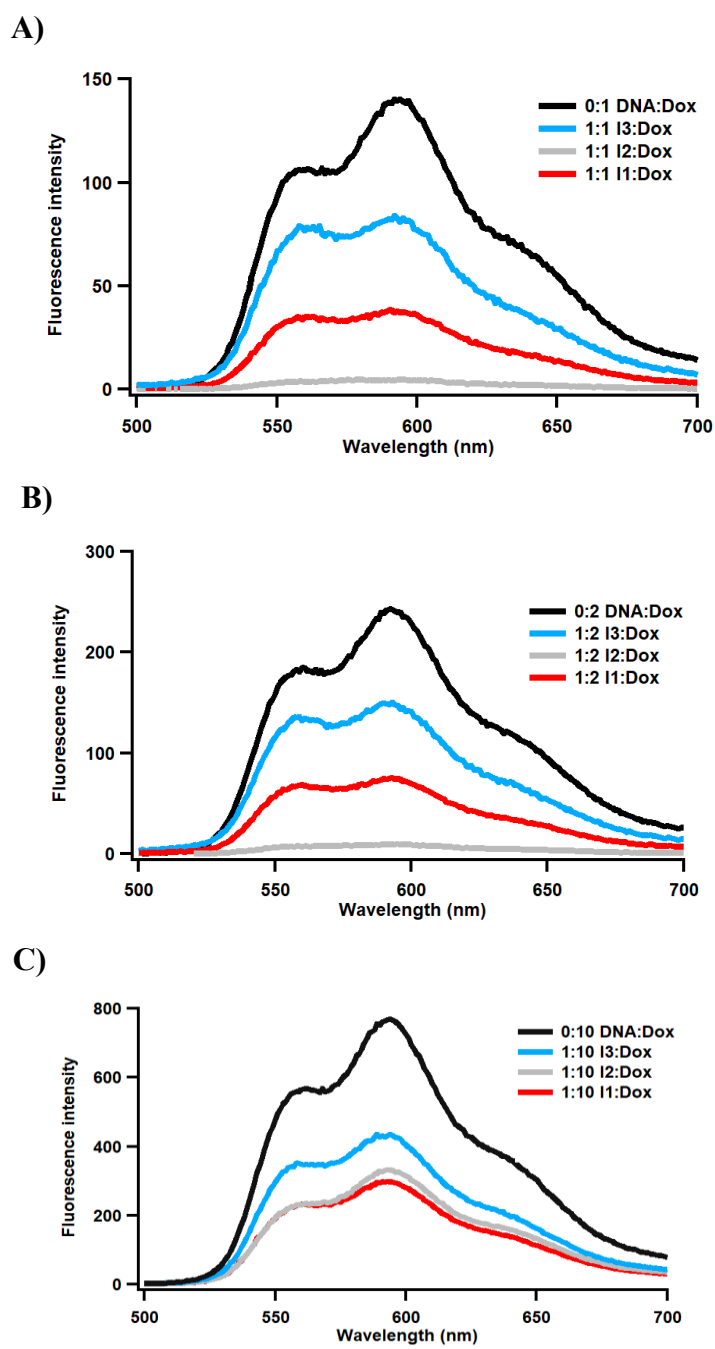 A)
150
100
50
0
Fluorescence intensity
0:1 DNA:Dox
1:1 I3:Dox
1:1 I2:Dox
1:1 I1:Dox
500
550
600
650
700
Wavelength (nm)
B)
300
200
100
0
Fluorescence intensity
0:2 DNA:Dox
1:2 I3:Dox
1:2 I2:Dox
1:2 I1:Dox
500
550
600
650
700
Wavelength (nm)
C)
800
600
400
200
0
Fluorescence intensity
0:10 DNA:Dox
1:10 I3:Dox
1:10 I2:Dox
1:10 I1:Dox
500
550
600
650
700
Wavelength (nm)